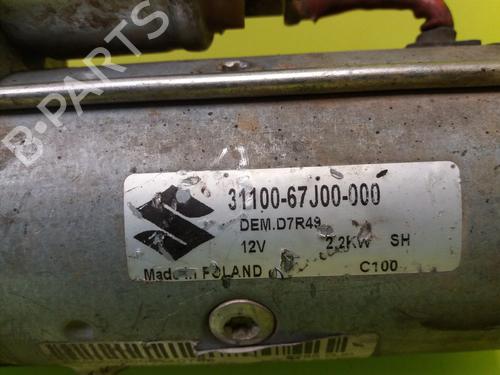 B-PARTS
31100-67J00-000
DEM.D7R49
12V 2.2KW SH
Made in POLAND C100